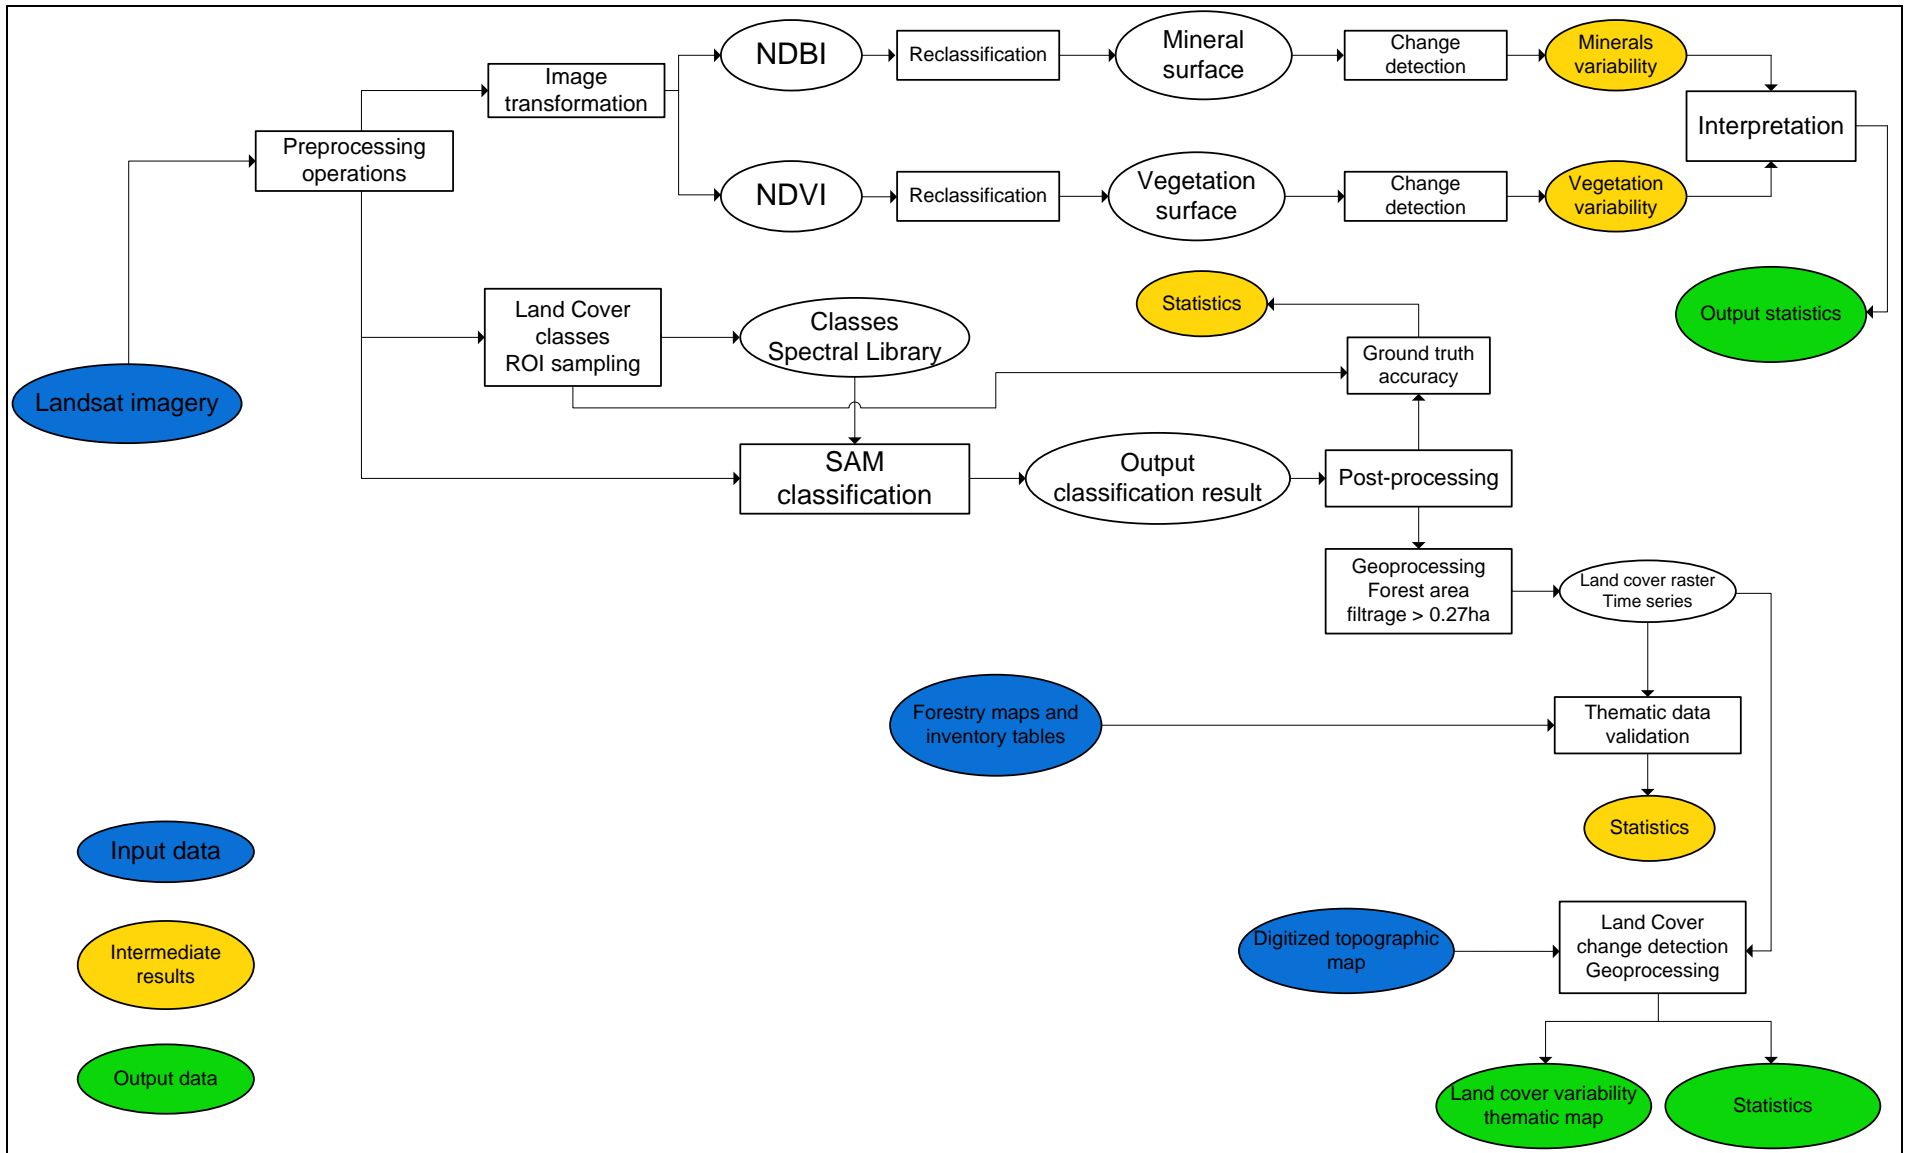 NDBI
Reclassification
Mineral
surface
Change
detection
Minerals
variability
Image
transformation
Interpretation
Preprocessing
operations
NDVI
Reclassification
Vegetation
surface
Change
detection
Vegetation
variability
Statistics
Output statistics
Land Cover
classes
ROI sampling
Classes
Spectral Library
Ground truth
accuracy
Landsat imagery
SAM
classification
Output
classification result
Post-processing
Geoprocessing
Forest area
filtrage > 0.27ha
Land cover raster
Time series
Forestry maps and
inventory tables
Thematic data
validation
Statistics
Input data
Intermediate
results
Digitized topographic
map
Land Cover
change detection
Geoprocessing
Output data
Land cover variability
thematic map
Statistics